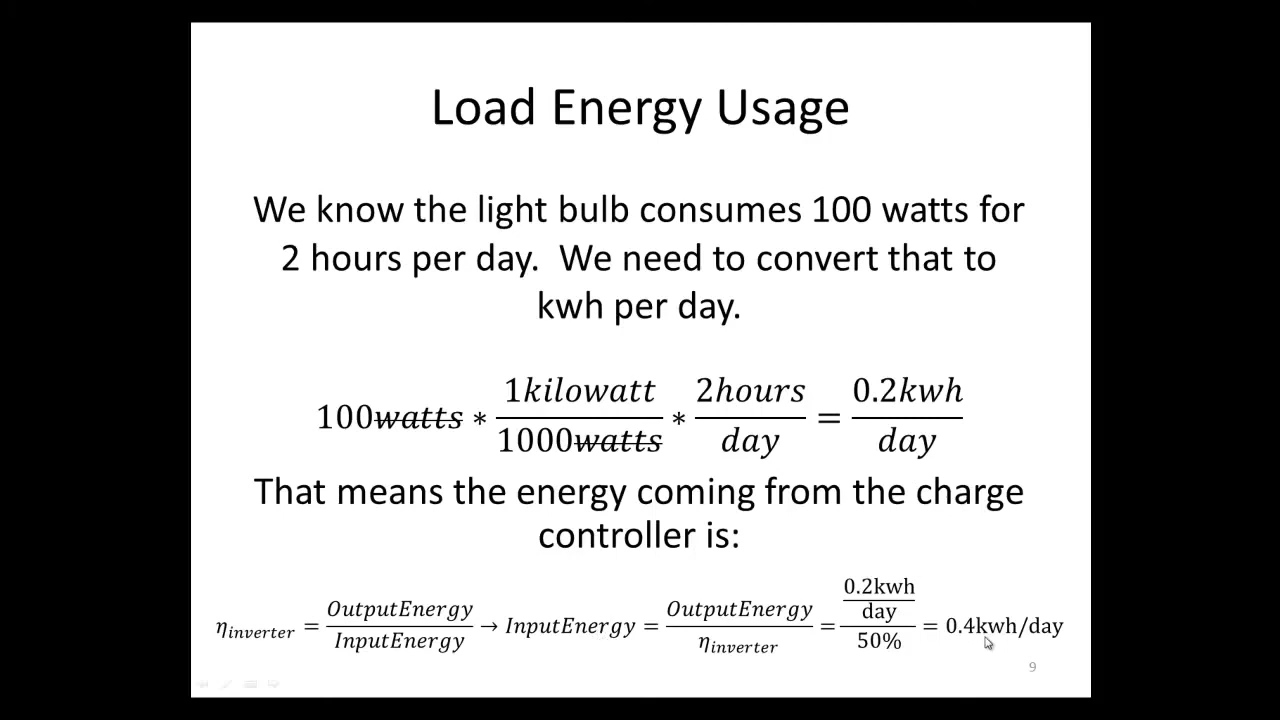 Load Energy Usage
We know the light bulb consumes 100 watts for
2 hours per day.  We need to convert that to
kwh per day.
100watts ∗ 1kilowatt/1000watts ∗ 2hours/day = 0.2kwh/day
That means the energy coming from the charge
controller is:
η_inverter = OutputEnergy/InputEnergy → InputEnergy = OutputEnergy/η_inverter = (0.2kwh/day)/50% = 0.4kwh/day
9